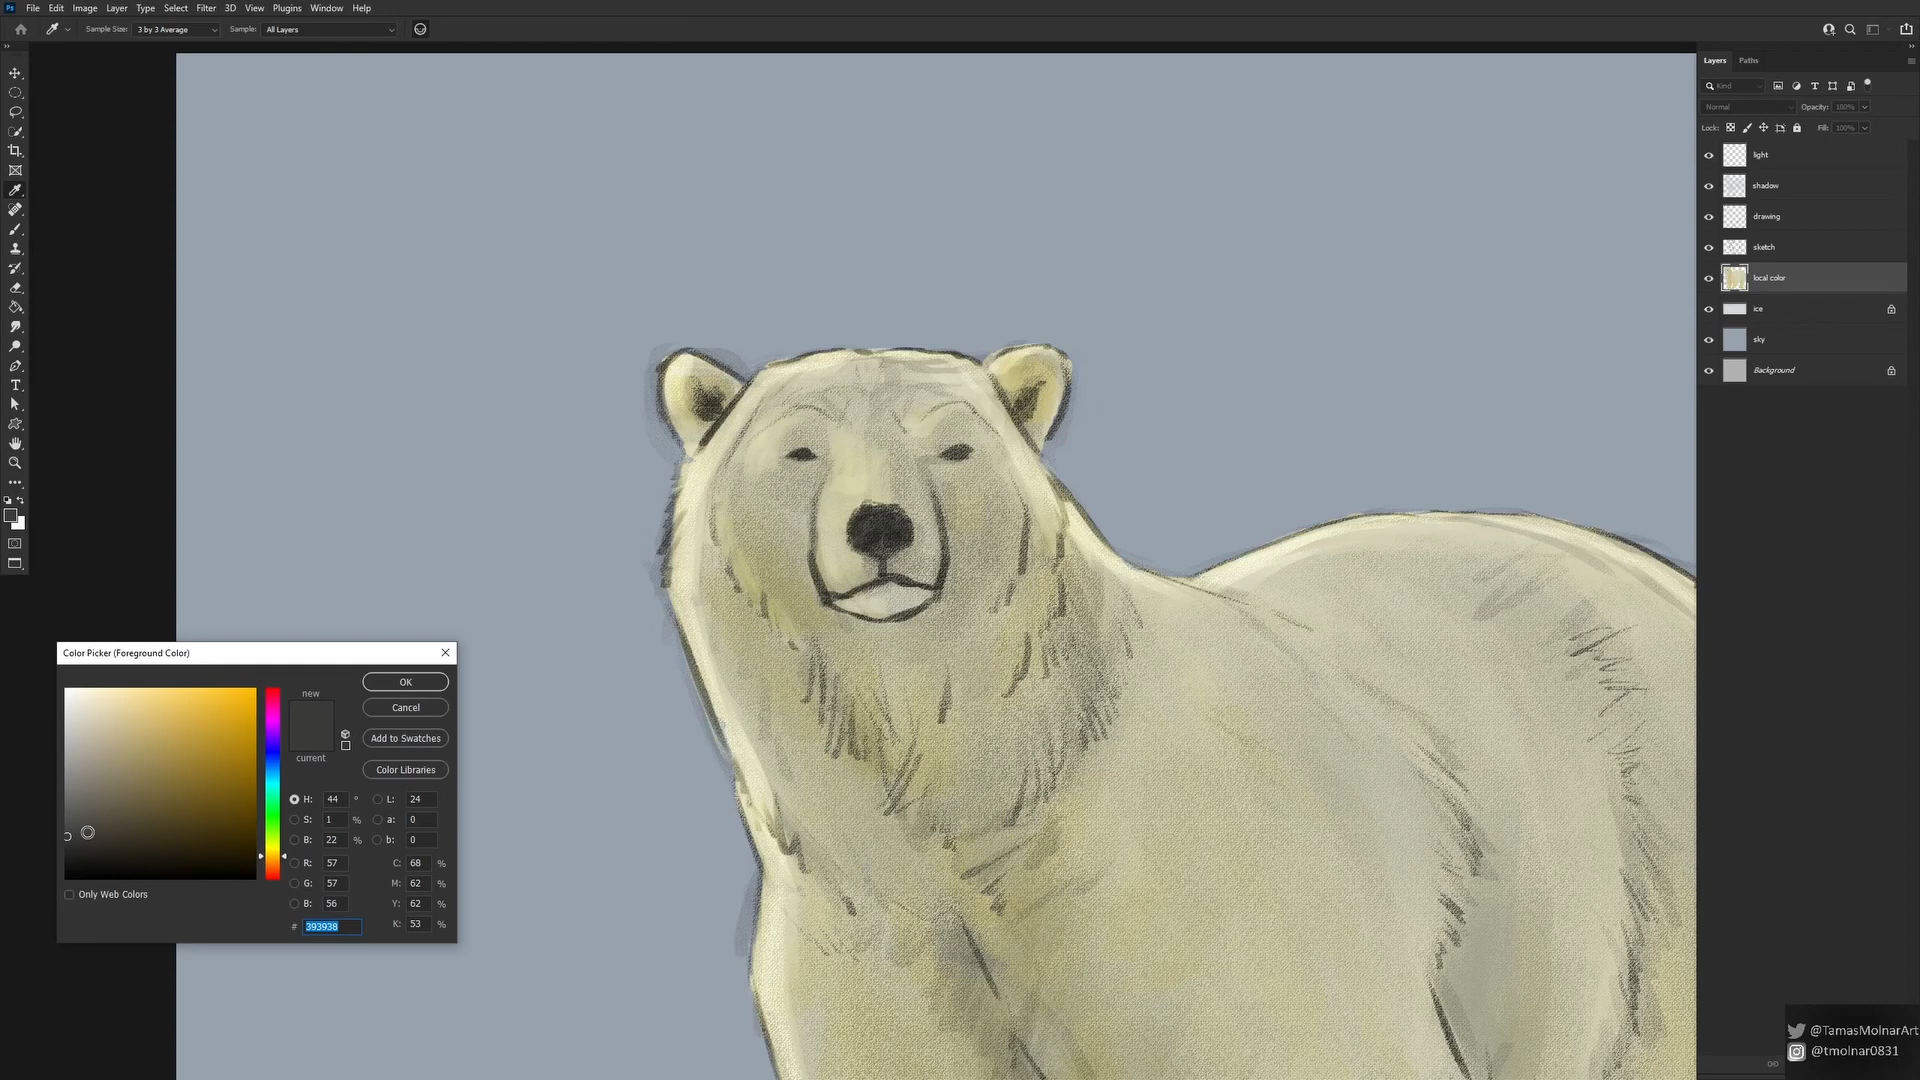 Ps File Edit Image Layer Type Select Filter 3D View Plugins Window Help
Sample Size: 3 by 3 Average Sample: All Layers
Layers Paths
Kind
Normal Opacity: 100%
Lock: Fill: 100%
light
shadow
drawing
sketch
local color
ice
sky
Background
Color Picker (Foreground Color)
new
current
OK
Cancel
Add to Swatches
Color Libraries
H: 44 ° L: 24
S: 1 % a: 0
B: 22 % b: 0
R: 57 C: 68 %
G: 57 M: 62 %
B: 56 Y: 62 %
# 393938 K: 53 %
Only Web Colors
@TamasMolnarArt
@tmolnar0831